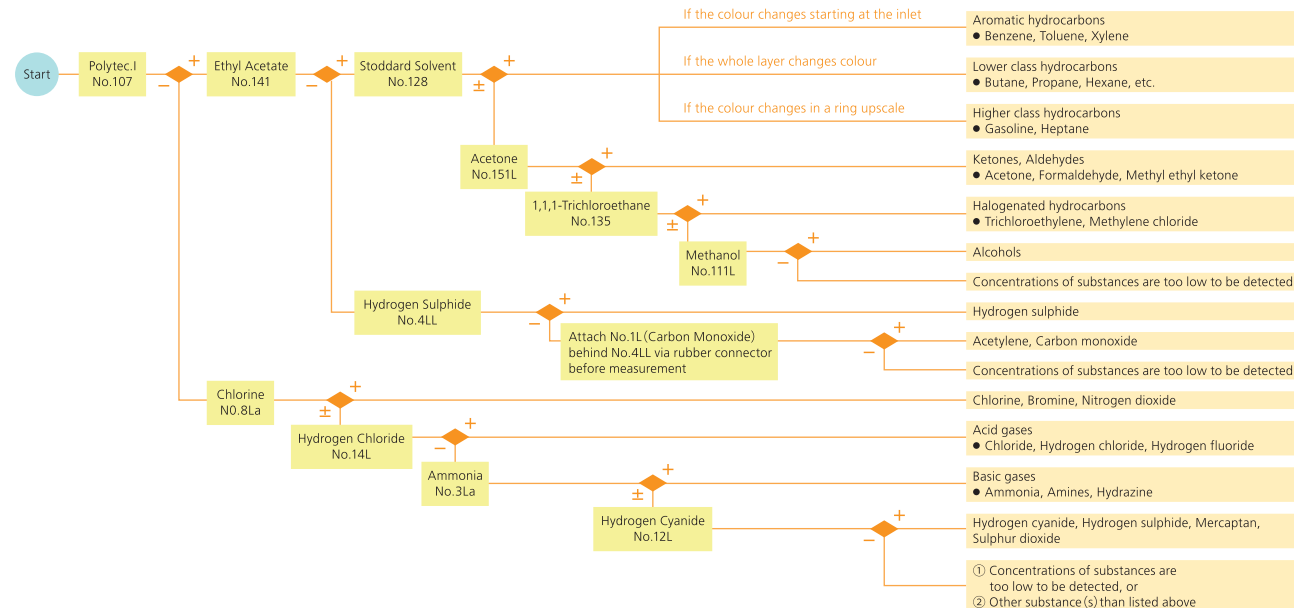 Start
Polytec.I
No.107
+
−
Ethyl Acetate
No.141
+
−
Stoddard Solvent
No.128
+
±
If the colour changes starting at the inlet
Aromatic hydrocarbons
● Benzene, Toluene, Xylene
If the whole layer changes colour
Lower class hydrocarbons
● Butane, Propane, Hexane, etc.
If the colour changes in a ring upscale
Higher class hydrocarbons
● Gasoline, Heptane
Acetone
No.151L
+
±
Ketones, Aldehydes
● Acetone, Formaldehyde, Methyl ethyl ketone
1,1,1-Trichloroethane
No.135
+
±
Halogenated hydrocarbons
● Trichloroethylene, Methylene chloride
Methanol
No.111L
+
−
Alcohols
Concentrations of substances are too low to be detected
Hydrogen Sulphide
No.4LL
+
−
Hydrogen sulphide
Attach No.1L(Carbon Monoxide)
behind No.4LL via rubber connector
before measurement
+
−
Acetylene, Carbon monoxide
Concentrations of substances are too low to be detected
Chlorine
N0.8La
+
±
Chlorine, Bromine, Nitrogen dioxide
Hydrogen Chloride
No.14L
+
−
Acid gases
● Chloride, Hydrogen chloride, Hydrogen fluoride
Ammonia
No.3La
+
±
Basic gases
● Ammonia, Amines, Hydrazine
Hydrogen Cyanide
No.12L
+
−
Hydrogen cyanide, Hydrogen sulphide, Mercaptan,
Sulphur dioxide
① Concentrations of substances are
too low to be detected, or
② Other substance(s) than listed above